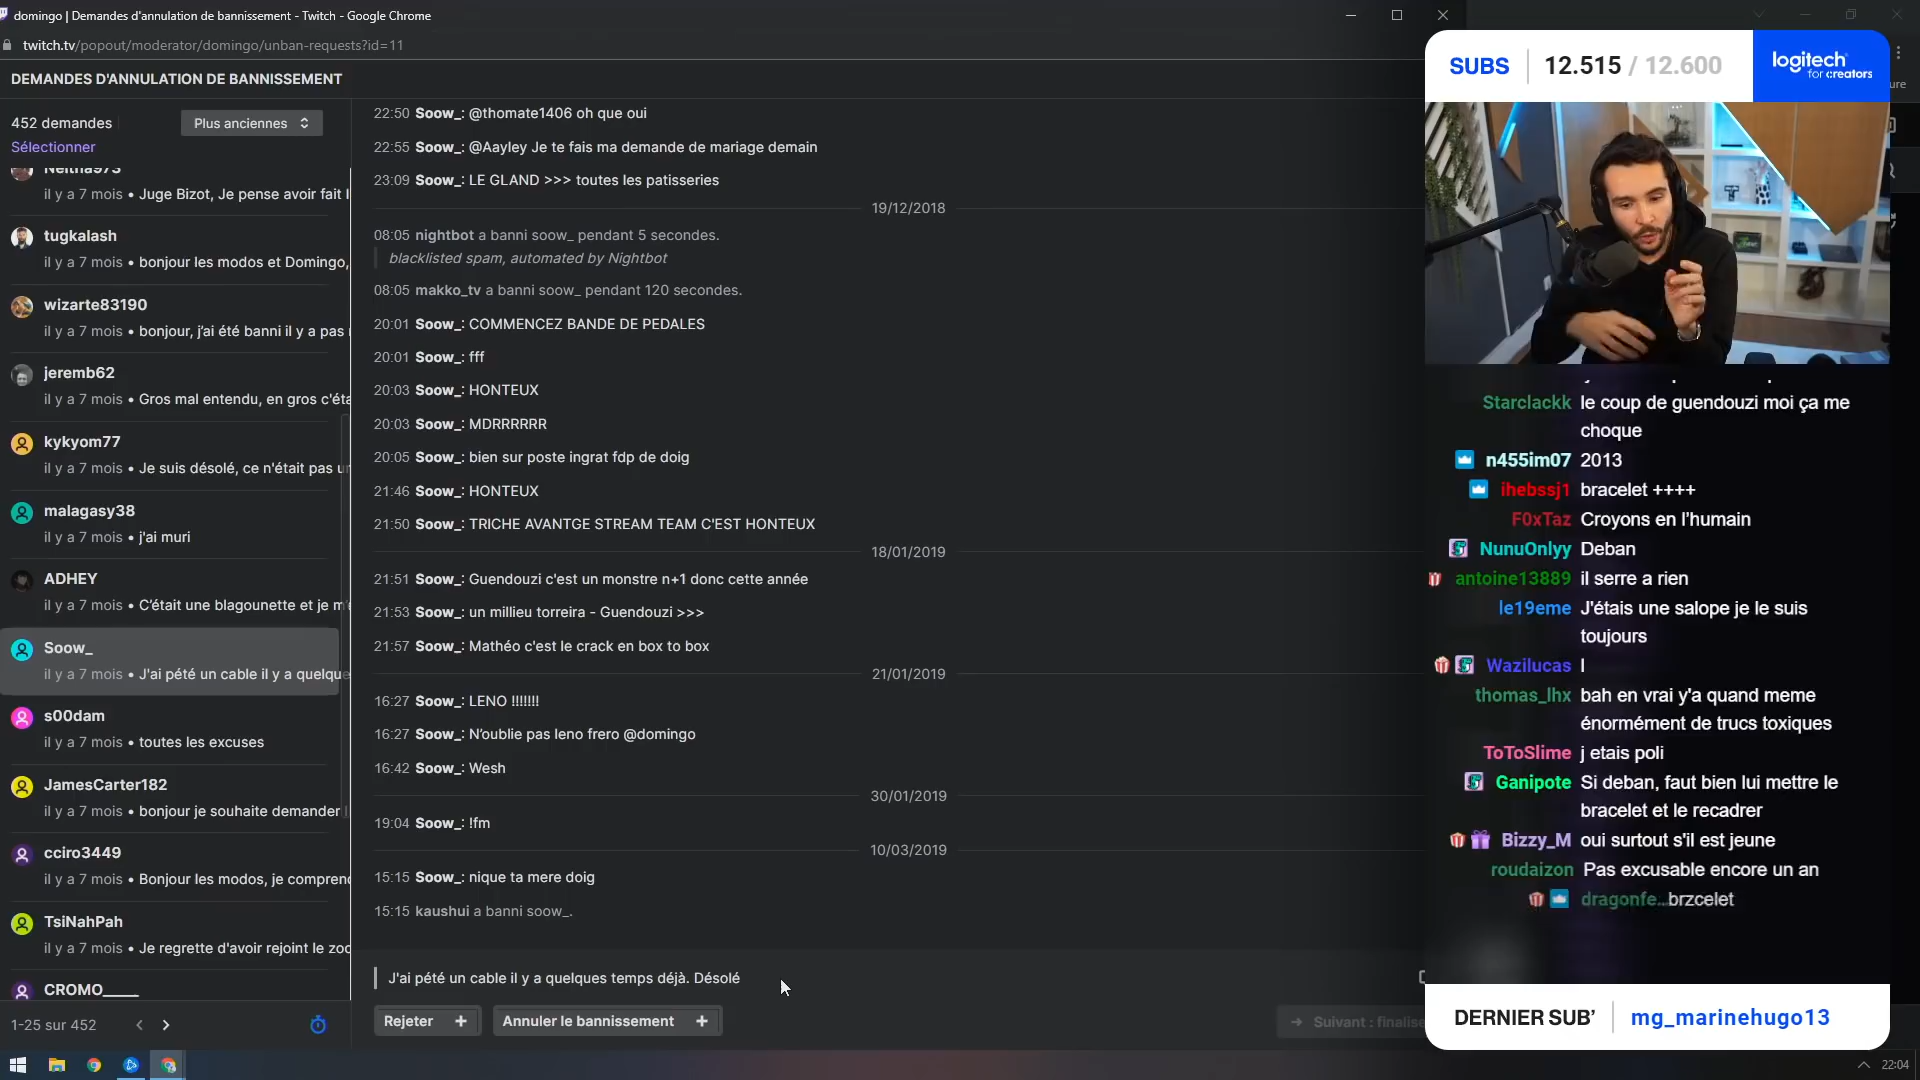 domingo | Demandes d'annulation de bannissement - Twitch - Google Chrome
twitch.tv/popout/moderator/domingo/unban-requests?id=11
DEMANDES D'ANNULATION DE BANNISSEMENT
452 demandes
Plus anciennes
Sélectionner
il y a 7 mois • Juge Bizot, Je pense avoir fait
tugkalash
il y a 7 mois • bonjour les modos et Domingo,
wizarte83190
il y a 7 mois • bonjour, j'ai été banni il y a pas
jeremb62
il y a 7 mois • Gros mal entendu, en gros c'éta
kykyom77
il y a 7 mois • Je suis désolé, ce n'était pas
malagasy38
il y a 7 mois • j'ai muri
ADHEY
il y a 7 mois • C'était une blagounette et je
Soow_
il y a 7 mois • J'ai pété un cable il y a quelque
s00dam
il y a 7 mois • toutes les excuses
JamesCarter182
il y a 7 mois • bonjour je souhaite demander
cciro3449
il y a 7 mois • Bonjour les modos, je comprend
TsiNahPah
il y a 7 mois • Je regrette d'avoir rejoint le zoo
CROMO_____
1-25 sur 452
22:50 Soow_: @thomate1406 oh que oui
22:55 Soow_: @Aayley Je te fais ma demande de mariage demain
23:09 Soow_: LE GLAND >>> toutes les patisseries
19/12/2018
08:05 nightbot a banni soow_ pendant 5 secondes.
blacklisted spam, automated by Nightbot
08:05 makko_tv a banni soow_ pendant 120 secondes.
20:01 Soow_: COMMENCEZ BANDE DE PEDALES
20:01 Soow_: fff
20:03 Soow_: HONTEUX
20:03 Soow_: MDRRRRRR
20:05 Soow_: bien sur poste ingrat fdp de doig
21:46 Soow_: HONTEUX
21:50 Soow_: TRICHE AVANTGE STREAM TEAM C'EST HONTEUX
18/01/2019
21:51 Soow_: Guendouzi c'est un monstre n+1 donc cette année
21:53 Soow_: un millieu torreira - Guendouzi >>>
21:57 Soow_: Mathéo c'est le crack en box to box
21/01/2019
16:27 Soow_: LENO !!!!!!!
16:27 Soow_: N'oublie pas leno frero @domingo
16:42 Soow_: Wesh
30/01/2019
19:04 Soow_: !fm
10/03/2019
15:15 Soow_: nique ta mere doig
15:15 kaushui a banni soow_.
J'ai pété un cable il y a quelques temps déjà. Désolé
Rejeter +
Annuler le bannissement +
→ Suivant : finalise
SUBS 12.515 / 12.600
logitech
for creators
Starclackk le coup de guendouzi moi ça me
choque
n455im07 2013
ihebssj1 bracelet ++++
F0xTaz Croyons en l'humain
NunuOnlyy Deban
antoine13889 il serre a rien
le19eme J'étais une salope je le suis
toujours
Wazilucas l
thomas_lhx bah en vrai y'a quand meme
énormément de trucs toxiques
ToToSlime j etais poli
Ganipote Si deban, faut bien lui mettre le
bracelet et le recadrer
Bizzy_M oui surtout s'il est jeune
roudaizon Pas excusable encore un an
dragonfe...brzcelet
DERNIER SUB' mg_marinehugo13
22:04